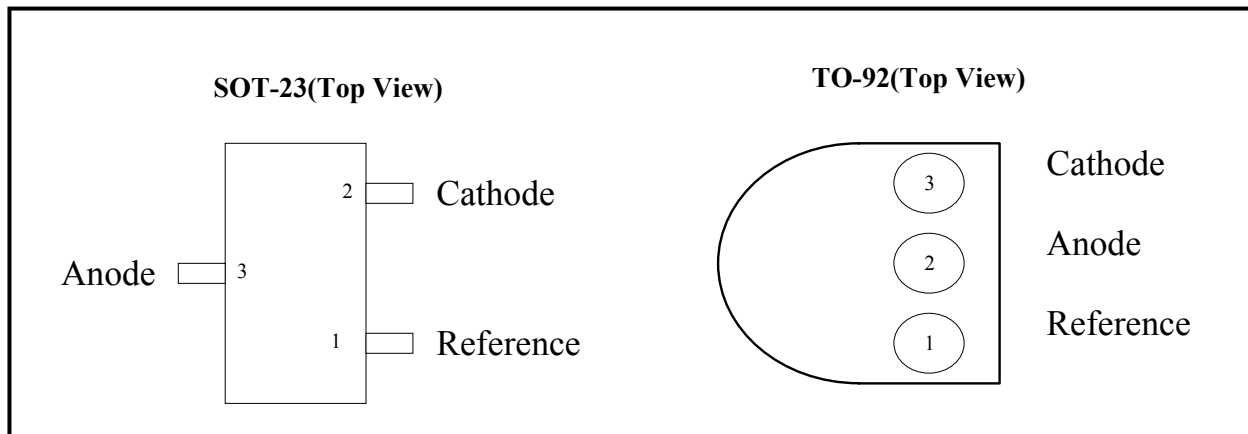 SOT-23(Top View)
2
Cathode
Anode
3
1
Reference
TO-92(Top View)
3
Cathode
2
Anode
1
Reference